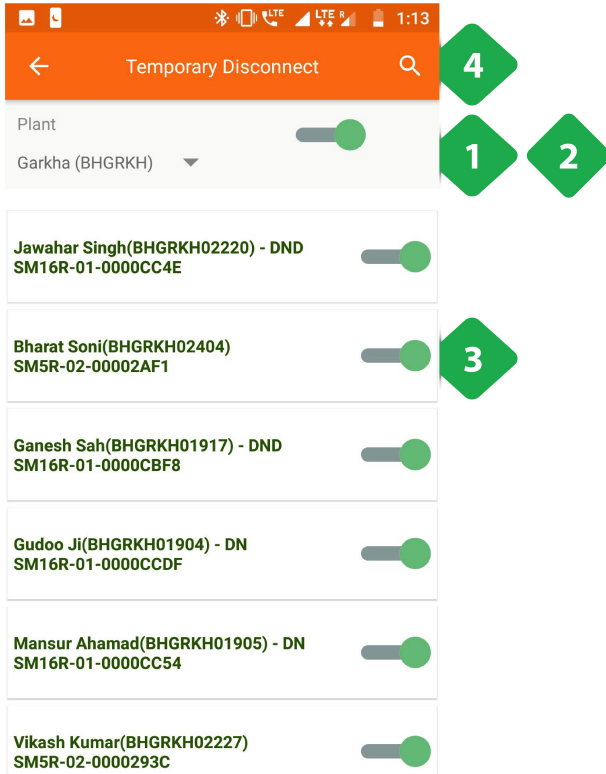 LTE LTE R 1:13
Temporary Disconnect
4
Plant
Garkha (BHGRKH)
1 2
Jawahar Singh(BHGRKH02220) - DND
SM16R-01-0000CC4E
Bharat Soni(BHGRKH02404)
SM5R-02-00002AF1
3
Ganesh Sah(BHGRKH01917) - DND
SM16R-01-0000CBF8
Gudoo Ji(BHGRKH01904) - DN
SM16R-01-0000CCDF
Mansur Ahamad(BHGRKH01905) - DN
SM16R-01-0000CC54
Vikash Kumar(BHGRKH02227)
SM5R-02-0000293C